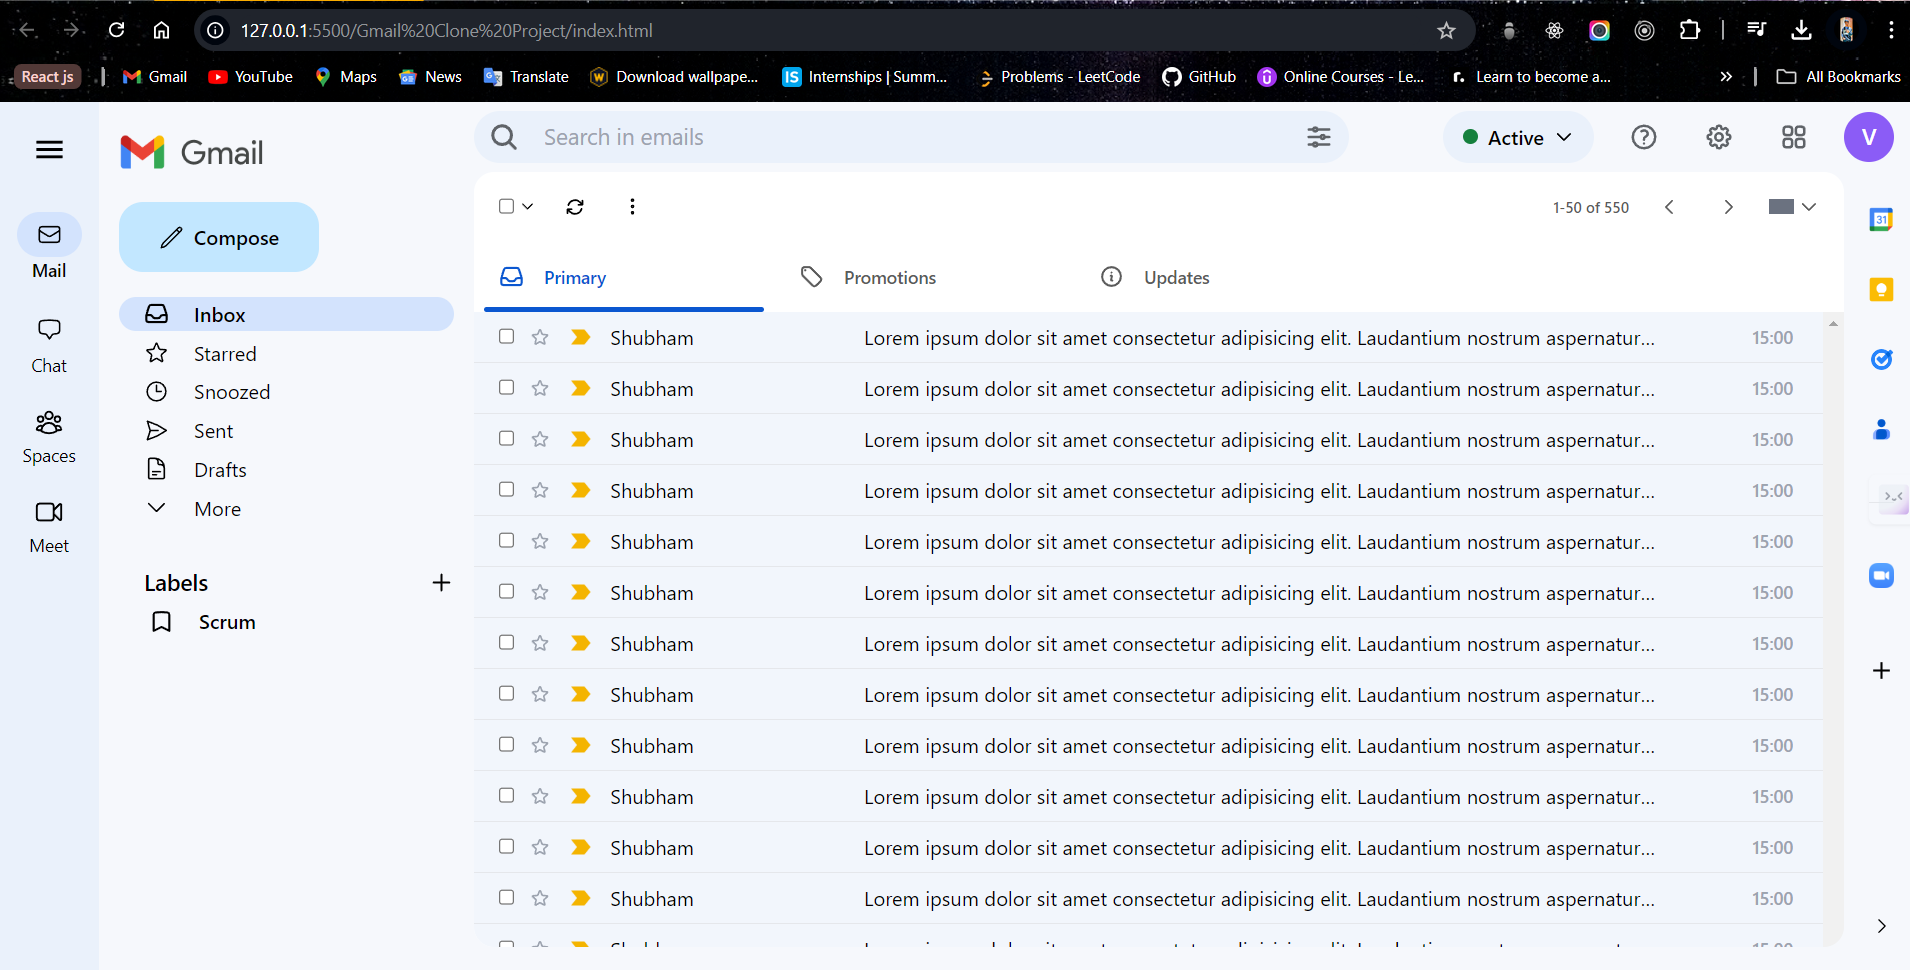 127.0.0.1:5500/Gmail%20Clone%20Project/index.html
React js Gmail YouTube Maps News Translate Download wallpape... Internships | Summ... Problems - LeetCode GitHub Online Courses - Le... Learn to become a... All Bookmarks
Gmail
Search in emails
Active
V
Compose
1-50 of 550
31
Mail
Primary Promotions Updates
Inbox
Starred
Snoozed
Sent
Drafts
More
Chat
Spaces
Meet
Labels
Scrum
Shubham Lorem ipsum dolor sit amet consectetur adipisicing elit. Laudantium nostrum aspernatur... 15:00
Shubham Lorem ipsum dolor sit amet consectetur adipisicing elit. Laudantium nostrum aspernatur... 15:00
Shubham Lorem ipsum dolor sit amet consectetur adipisicing elit. Laudantium nostrum aspernatur... 15:00
Shubham Lorem ipsum dolor sit amet consectetur adipisicing elit. Laudantium nostrum aspernatur... 15:00
Shubham Lorem ipsum dolor sit amet consectetur adipisicing elit. Laudantium nostrum aspernatur... 15:00
Shubham Lorem ipsum dolor sit amet consectetur adipisicing elit. Laudantium nostrum aspernatur... 15:00
Shubham Lorem ipsum dolor sit amet consectetur adipisicing elit. Laudantium nostrum aspernatur... 15:00
Shubham Lorem ipsum dolor sit amet consectetur adipisicing elit. Laudantium nostrum aspernatur... 15:00
Shubham Lorem ipsum dolor sit amet consectetur adipisicing elit. Laudantium nostrum aspernatur... 15:00
Shubham Lorem ipsum dolor sit amet consectetur adipisicing elit. Laudantium nostrum aspernatur... 15:00
Shubham Lorem ipsum dolor sit amet consectetur adipisicing elit. Laudantium nostrum aspernatur... 15:00
Shubham Lorem ipsum dolor sit amet consectetur adipisicing elit. Laudantium nostrum aspernatur... 15:00